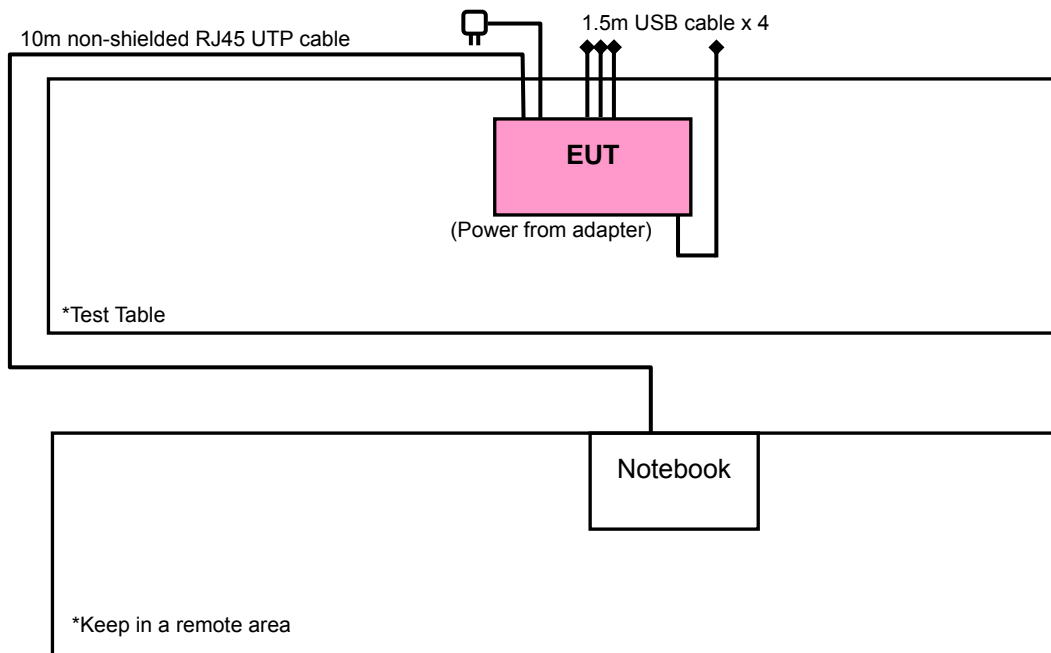 1.5m USB cable x 4
10m non-shielded RJ45 UTP cable
EUT
(Power from adapter)
*Test Table
Notebook
*Keep in a remote area